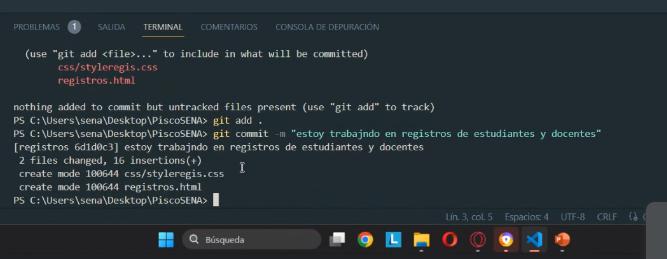 PROBLEMAS 1 SALIDA TERMINAL COMENTARIOS CONSOLA DE DEPURACIÓN
(use "git add <file>..." to include in what will be committed)
css/styleregis.css
registros.html
nothing added to commit but untracked files present (use "git add" to track)
PS C:\Users\sena\Desktop\PiscoSENA> git add .
PS C:\Users\sena\Desktop\PiscoSENA> git commit -m "estoy trabajndo en registros de estudiantes y docentes"
[registros 6d1d0c3] estoy trabajndo en registros de estudiantes y docentes
2 files changed, 16 insertions(+)
create mode 100644 css/styleregis.css
create mode 100644 registros.html
PS C:\Users\sena\Desktop\PiscoSENA>
Lín. 3, col. 5 Espacios: 4 UTF-8 CRLF {}
Búsqueda